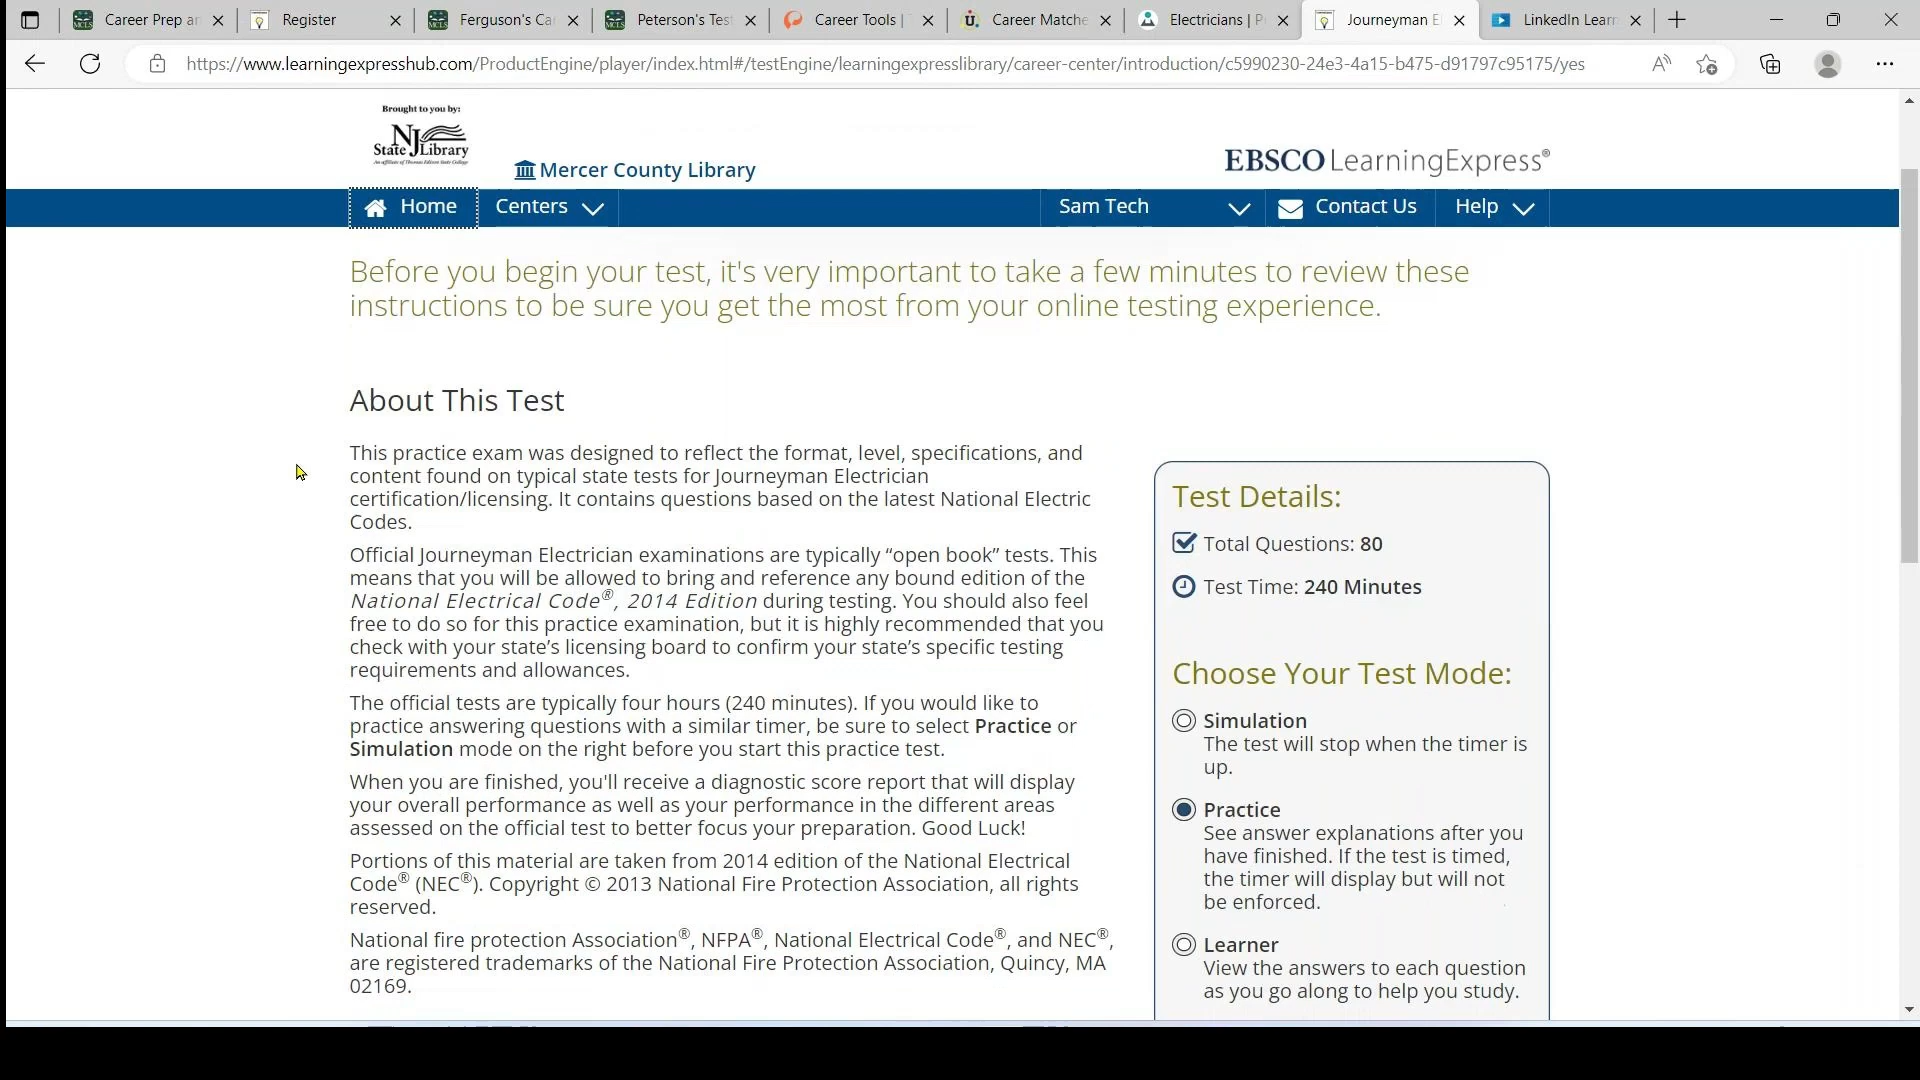 Career Prep an
Register
Ferguson's Ca
Peterson's Test
Career Tools | T
Career Matche
Electricians | P
Journeyman E
LinkedIn Learn
https://www.learningexpresshub.com/ProductEngine/player/index.html#/testEngine/learningexpresslibrary/career-center/introduction/c5990230-24e3-4a15-b475-d91797c95175/yes
Brought to you by:
NJ
State Library
An affiliate of Thomas Edison State College
Mercer County Library
EBSCO LearningExpress®
Home
Centers
Sam Tech
Contact Us
Help
Before you begin your test, it's very important to take a few minutes to review these
instructions to be sure you get the most from your online testing experience.
About This Test
This practice exam was designed to reflect the format, level, specifications, and
content found on typical state tests for Journeyman Electrician
certification/licensing. It contains questions based on the latest National Electric
Codes.
Official Journeyman Electrician examinations are typically “open book” tests. This
means that you will be allowed to bring and reference any bound edition of the
National Electrical Code®, 2014 Edition during testing. You should also feel
free to do so for this practice examination, but it is highly recommended that you
check with your state’s licensing board to confirm your state’s specific testing
requirements and allowances.
The official tests are typically four hours (240 minutes). If you would like to
practice answering questions with a similar timer, be sure to select Practice or
Simulation mode on the right before you start this practice test.
When you are finished, you'll receive a diagnostic score report that will display
your overall performance as well as your performance in the different areas
assessed on the official test to better focus your preparation. Good Luck!
Portions of this material are taken from 2014 edition of the National Electrical
Code® (NEC®). Copyright © 2013 National Fire Protection Association, all rights
reserved.
National fire protection Association®, NFPA®, National Electrical Code®, and NEC®,
are registered trademarks of the National Fire Protection Association, Quincy, MA
02169.
Test Details:
Total Questions: 80
Test Time: 240 Minutes
Choose Your Test Mode:
Simulation
The test will stop when the timer is
up.
Practice
See answer explanations after you
have finished. If the test is timed,
the timer will display but will not
be enforced.
Learner
View the answers to each question
as you go along to help you study.